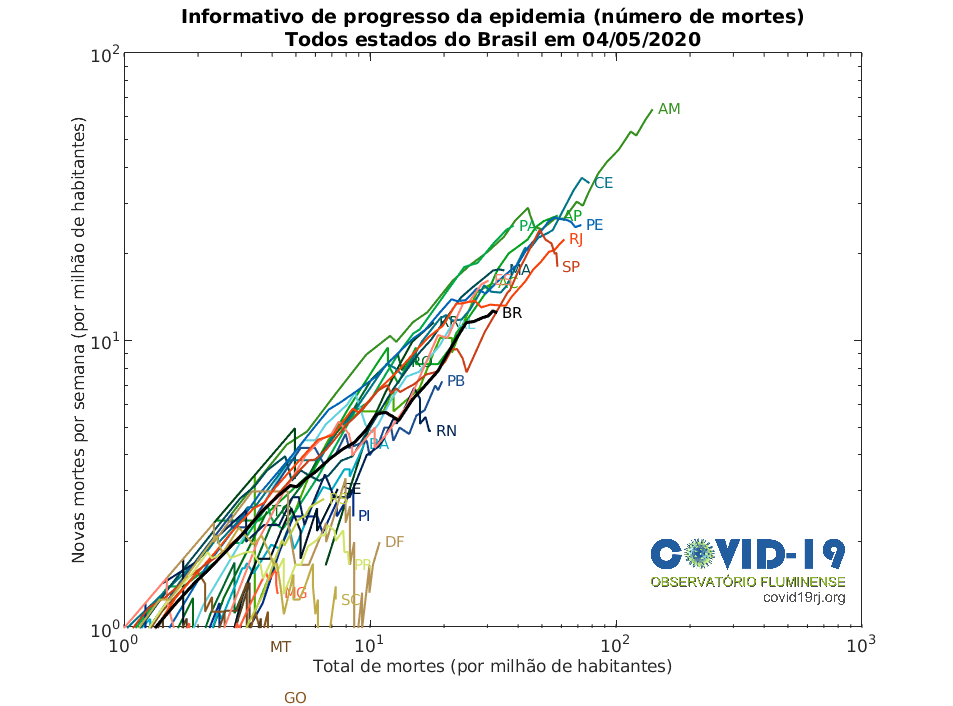 Informativo de progresso da epidemia (número de mortes)
Todos estados do Brasil em 04/05/2020
Novas mortes por semana (por milhão de habitantes)
10²
10¹
10⁰
AM
CE
AP
PA
PE
RJ
SP
MA
BR
RO
PB
RN
BA
SE
PI
DF
PR
MG
SC
MT
GO
COVID-19
OBSERVATÓRIO FLUMINENSE
covid19rj.org
10⁰
10¹
10²
10³
Total de mortes (por milhão de habitantes)